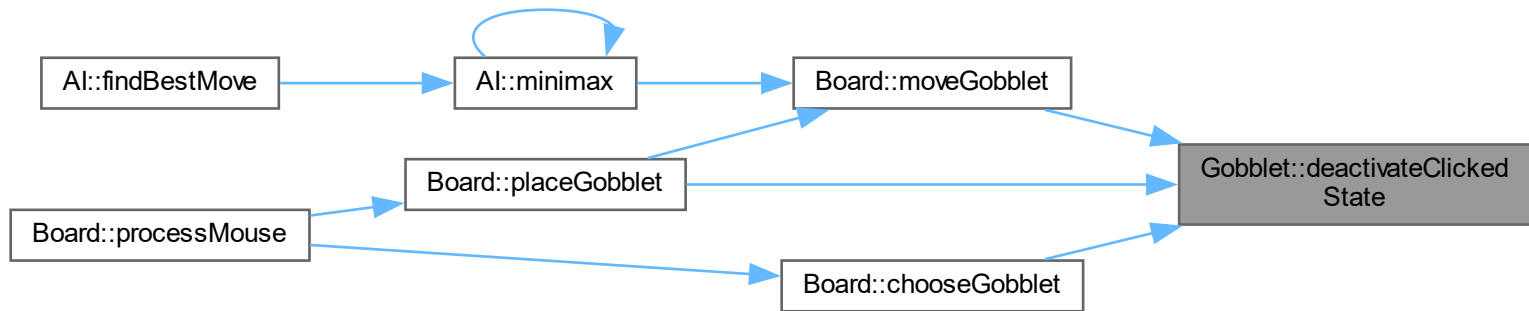 AI::findBestMove
AI::minimax
Board::moveGobblet
Gobblet::deactivateClicked
State
Board::placeGobblet
Board::processMouse
Board::chooseGobblet